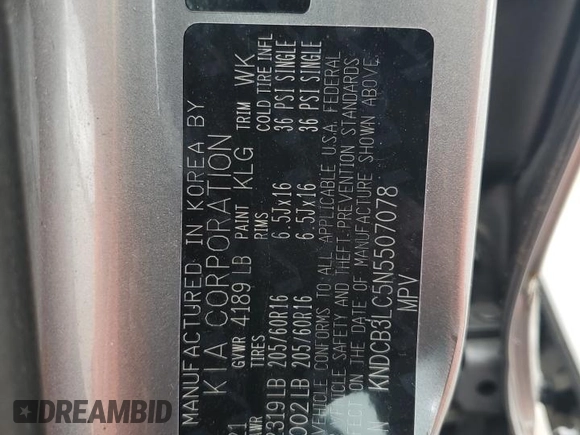 MANUFACTURED IN KOREA BY
KIA CORPORATION
21 GVWR 4189 LB PAINT KLG TRIM WK
TIRES RIMS COLD TIRE INFL
2319LB 205/60R16 6.5Jx16 36 PSI SINGLE
002LB 205/60R16 6.5Jx16 36 PSI SINGLE
VEHICLE CONFORMS TO ALL APPLICABLE U.S.A. FEDERAL
VEHICLE SAFETY AND THEFT PREVENTION STANDARDS
ON THE DATE OF MANUFACTURE SHOWN ABOVE.
KNDCB3LC5N5507078
MPV
DREAMBID